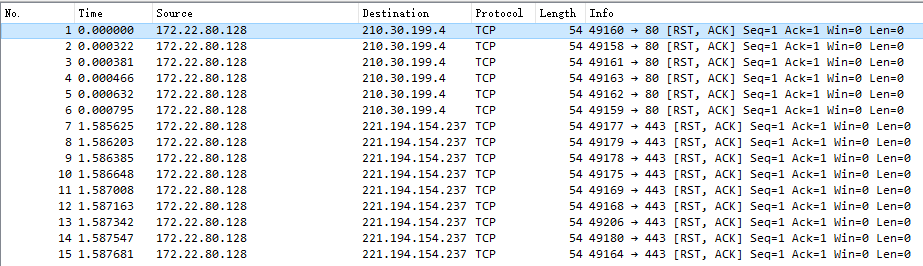 No. Time Source Destination Protocol Length Info
1 0.000000 172.22.80.128 210.30.199.4 TCP 54 49160 → 80 [RST, ACK] Seq=1 Ack=1 Win=0 Len=0
2 0.000322 172.22.80.128 210.30.199.4 TCP 54 49158 → 80 [RST, ACK] Seq=1 Ack=1 Win=0 Len=0
3 0.000381 172.22.80.128 210.30.199.4 TCP 54 49161 → 80 [RST, ACK] Seq=1 Ack=1 Win=0 Len=0
4 0.000466 172.22.80.128 210.30.199.4 TCP 54 49163 → 80 [RST, ACK] Seq=1 Ack=1 Win=0 Len=0
5 0.000632 172.22.80.128 210.30.199.4 TCP 54 49162 → 80 [RST, ACK] Seq=1 Ack=1 Win=0 Len=0
6 0.000795 172.22.80.128 210.30.199.4 TCP 54 49159 → 80 [RST, ACK] Seq=1 Ack=1 Win=0 Len=0
7 1.585625 172.22.80.128 221.194.154.237 TCP 54 49177 → 443 [RST, ACK] Seq=1 Ack=1 Win=0 Len=0
8 1.586203 172.22.80.128 221.194.154.237 TCP 54 49179 → 443 [RST, ACK] Seq=1 Ack=1 Win=0 Len=0
9 1.586385 172.22.80.128 221.194.154.237 TCP 54 49178 → 443 [RST, ACK] Seq=1 Ack=1 Win=0 Len=0
10 1.586648 172.22.80.128 221.194.154.237 TCP 54 49175 → 443 [RST, ACK] Seq=1 Ack=1 Win=0 Len=0
11 1.587008 172.22.80.128 221.194.154.237 TCP 54 49169 → 443 [RST, ACK] Seq=1 Ack=1 Win=0 Len=0
12 1.587163 172.22.80.128 221.194.154.237 TCP 54 49168 → 443 [RST, ACK] Seq=1 Ack=1 Win=0 Len=0
13 1.587342 172.22.80.128 221.194.154.237 TCP 54 49206 → 443 [RST, ACK] Seq=1 Ack=1 Win=0 Len=0
14 1.587547 172.22.80.128 221.194.154.237 TCP 54 49180 → 443 [RST, ACK] Seq=1 Ack=1 Win=0 Len=0
15 1.587681 172.22.80.128 221.194.154.237 TCP 54 49164 → 443 [RST, ACK] Seq=1 Ack=1 Win=0 Len=0